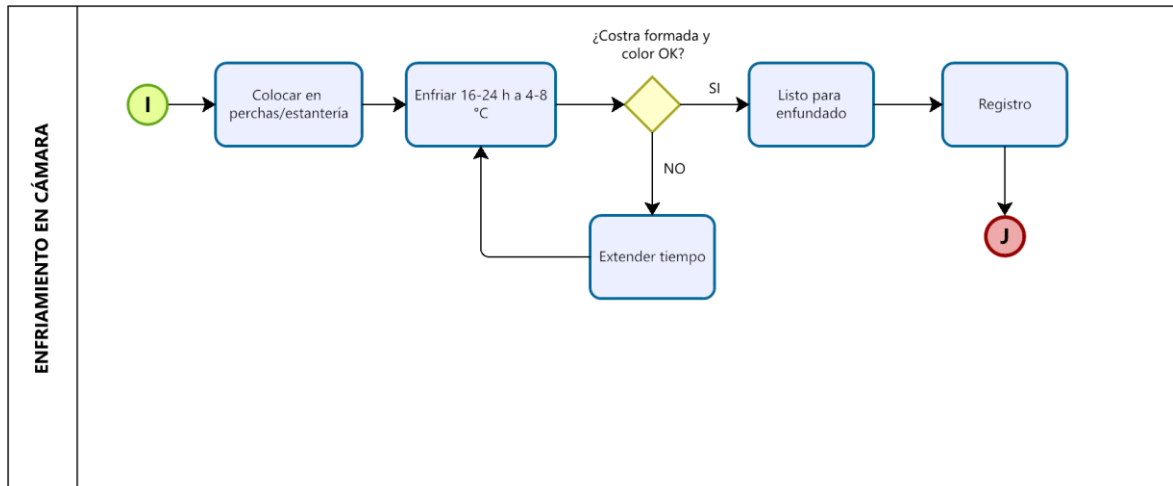 ENFRIAMIENTO EN CÁMARA
I
Colocar en
perchas/estantería
Enfriar 16-24 h a 4-8
°C
¿Costra formada y
color OK?
SI
Listo para
enfundado
Registro
NO
Extender tiempo
J